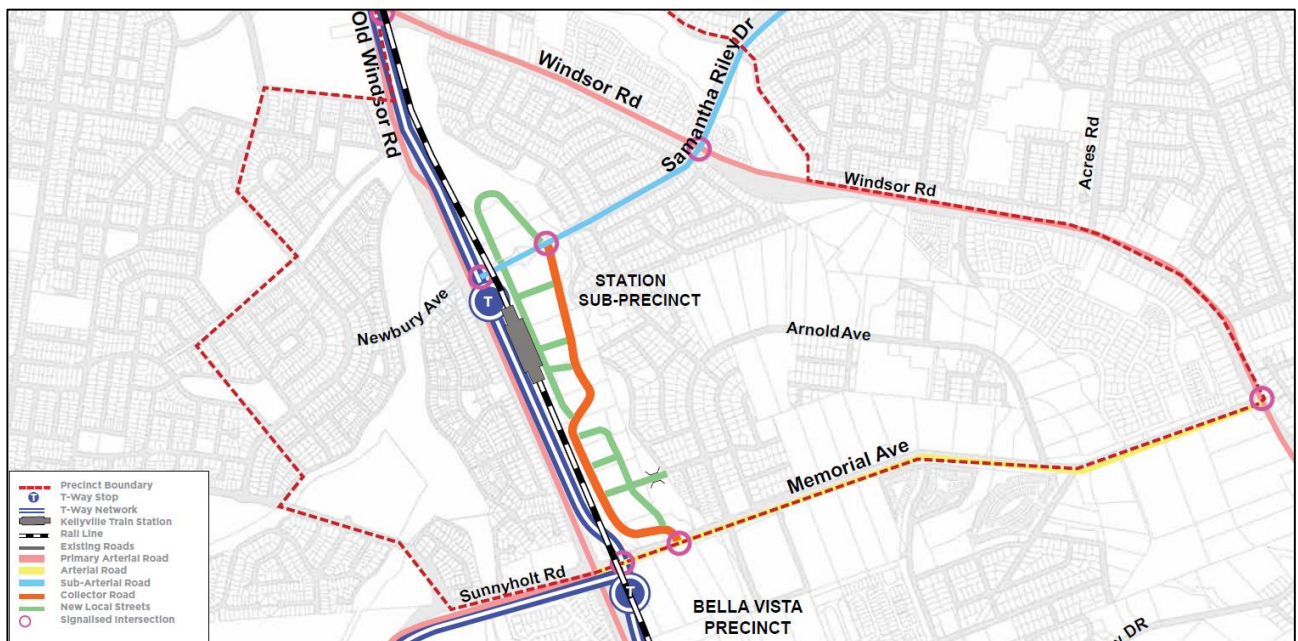 Old Windsor Rd
Windsor Rd
Samantha Riley Dr
Windsor Rd
Acres Rd
Newbury Ave
T
STATION
SUB-PRECINCT
Arnold Ave
Memorial Ave
Sunnyholt Rd
T
BELLA VISTA
PRECINCT
DR
Precinct Boundary
T
T-Way Stop
T-Way Network
Kellyville Train Station
Rail Line
Existing Roads
Primary Arterial Road
Arterial Road
Sub-Arterial Road
Collector Road
New Local Streets
Signalised Intersection